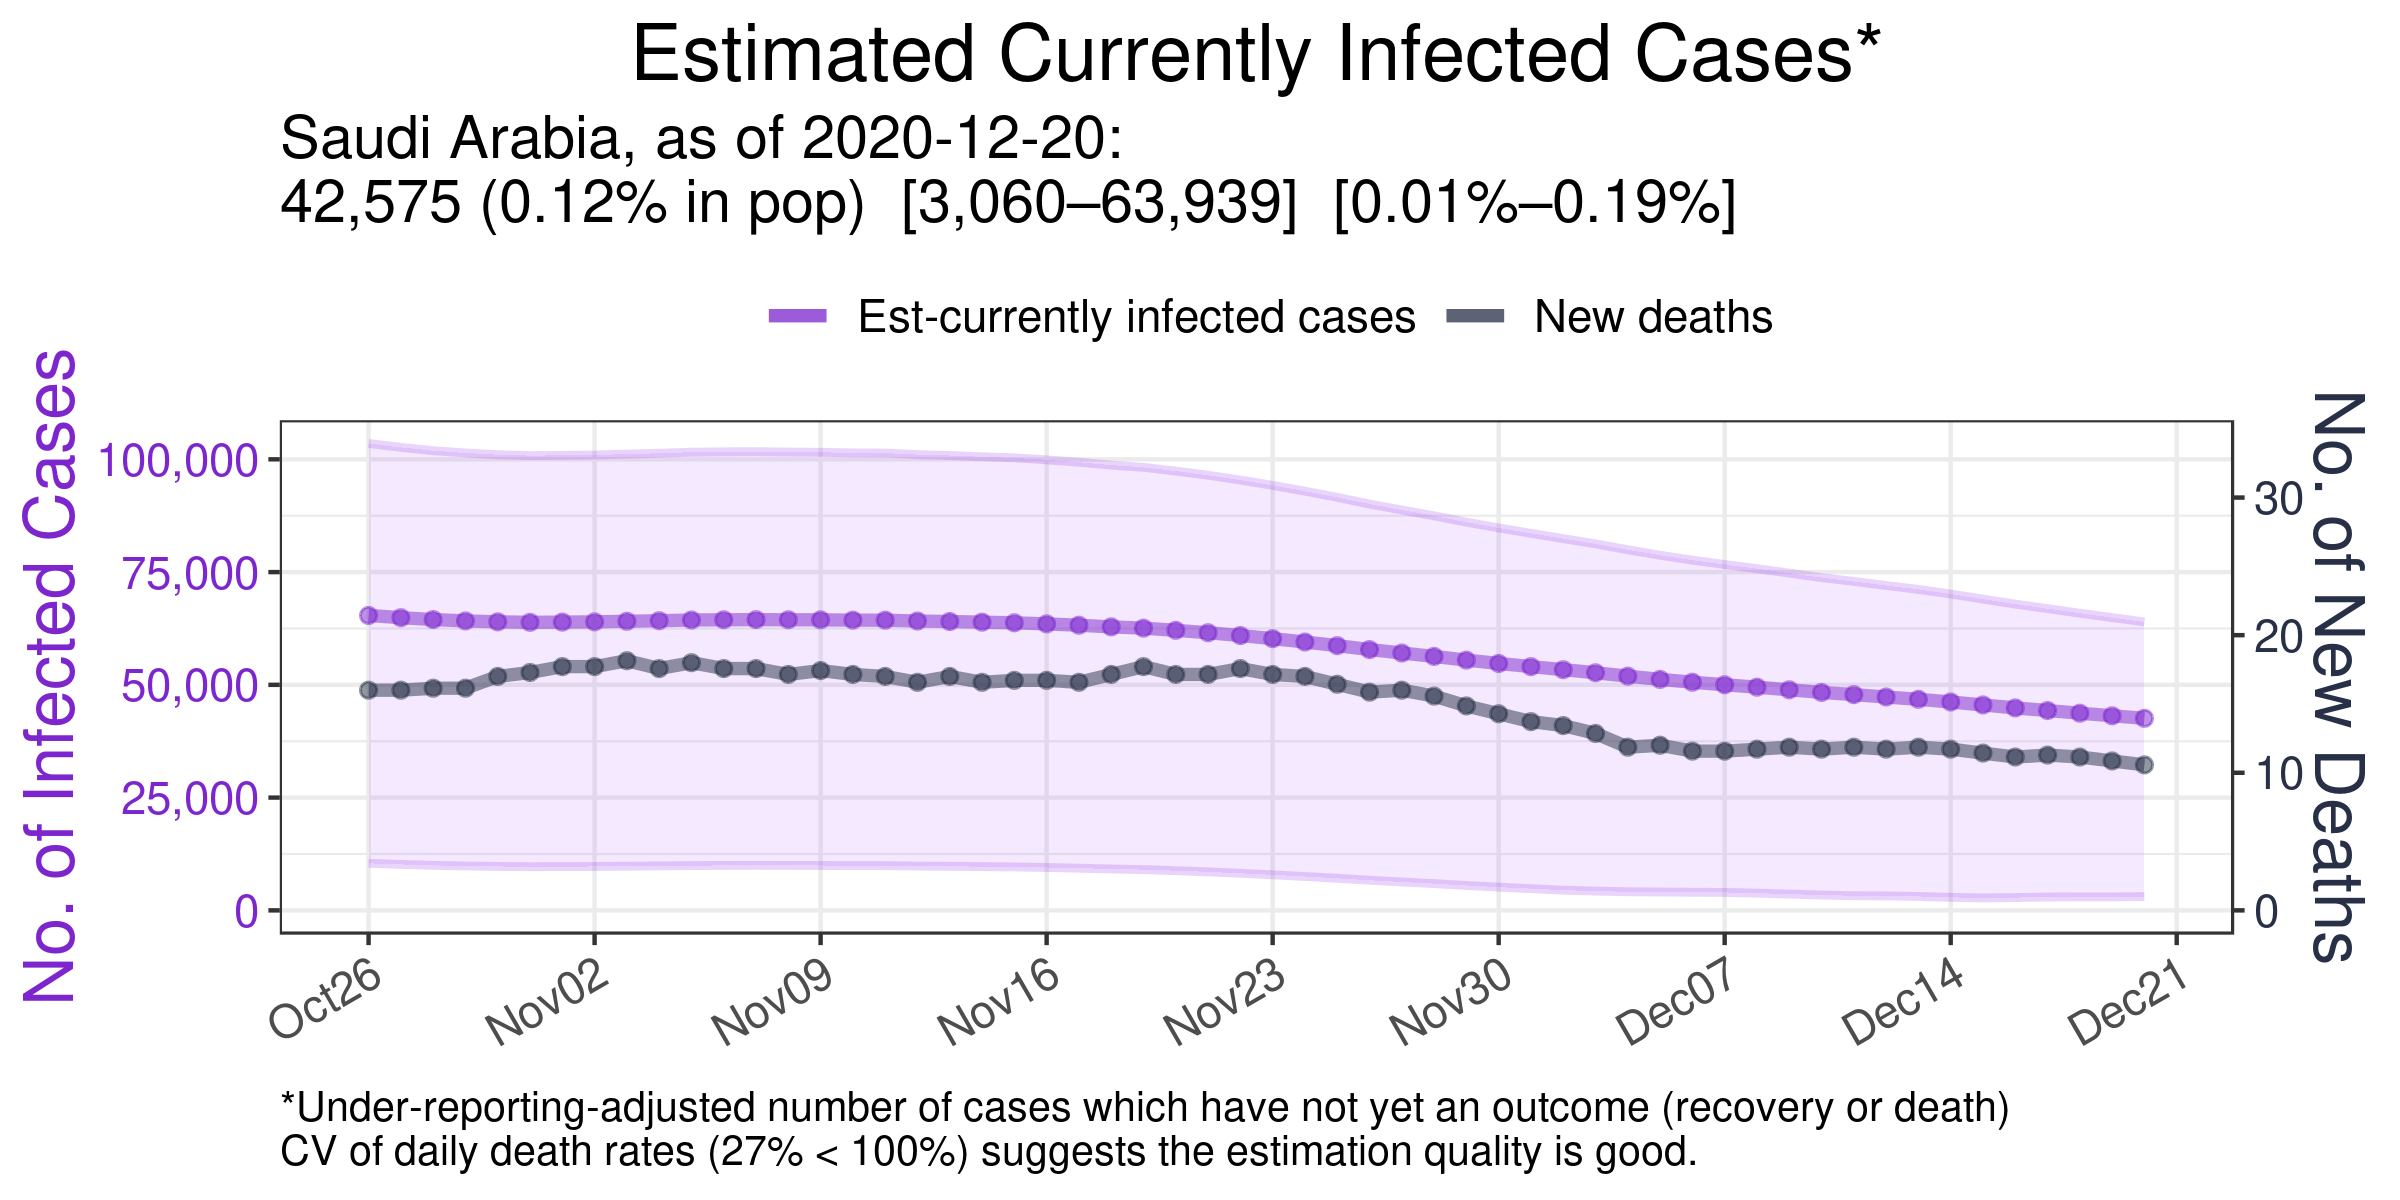 Estimated Currently Infected Cases*
Saudi Arabia, as of 2020-12-20:
42,575 (0.12% in pop) [3,060–63,939] [0.01%–0.19%]
Est-currently infected cases
New deaths
No. of Infected Cases
100,000
75,000
50,000
25,000
0
No. of New Deaths
30
20
10
0
Oct26
Nov02
Nov09
Nov16
Nov23
Nov30
Dec07
Dec14
Dec21
*Under-reporting-adjusted number of cases which have not yet an outcome (recovery or death)
CV of daily death rates (27% < 100%) suggests the estimation quality is good.